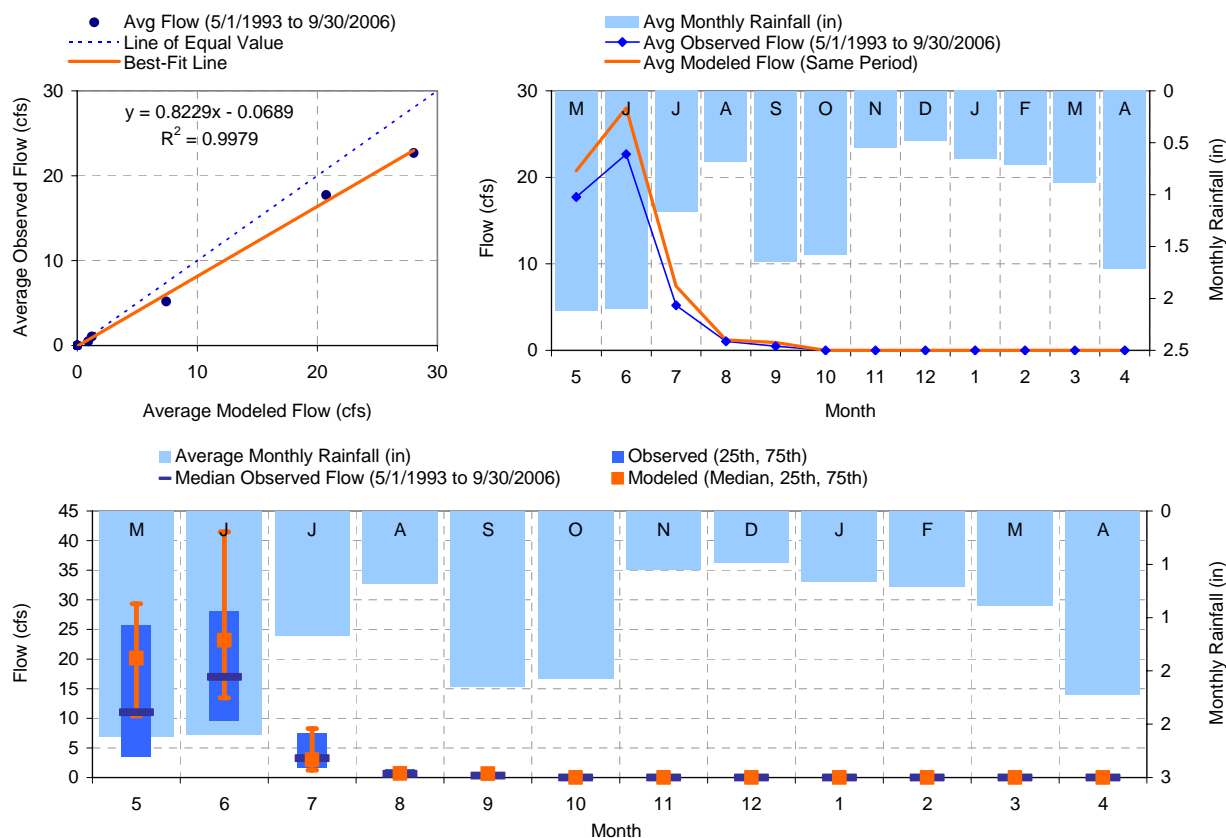 Avg Flow (5/1/1993 to 9/30/2006)
Line of Equal Value
Best-Fit Line
y = 0.8229x - 0.0689
R² = 0.9979
Average Observed Flow (cfs)
30
20
10
0
0 10 20 30
Average Modeled Flow (cfs)
Avg Monthly Rainfall (in)
Avg Observed Flow (5/1/1993 to 9/30/2006)
Avg Modeled Flow (Same Period)
Flow (cfs)
30
20
10
0
M J J A S O N D J F M A
0
0.5
1
1.5
2
2.5
Monthly Rainfall (in)
5 6 7 8 9 10 11 12 1 2 3 4
Month
Average Monthly Rainfall (in)
Median Observed Flow (5/1/1993 to 9/30/2006)
Observed (25th, 75th)
Modeled (Median, 25th, 75th)
Flow (cfs)
45
40
35
30
25
20
15
10
5
0
M J J A S O N D J F M A
0
1
1
2
2
3
Monthly Rainfall (in)
5 6 7 8 9 10 11 12 1 2 3 4
Month